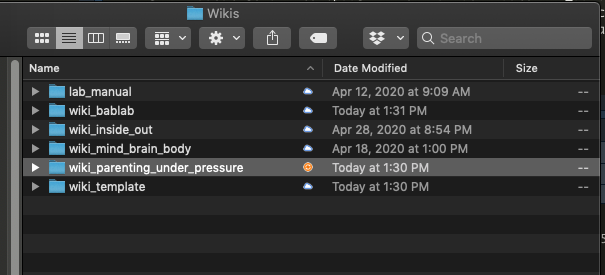 Wikis
Search
Name Date Modified Size
lab_manual Apr 12, 2020 at 9:09 AM --
wiki_bablab Today at 1:31 PM --
wiki_inside_out Apr 28, 2020 at 8:54 PM --
wiki_mind_brain_body Apr 18, 2020 at 1:00 PM --
wiki_parenting_under_pressure Today at 1:30 PM --
wiki_template Today at 1:30 PM --